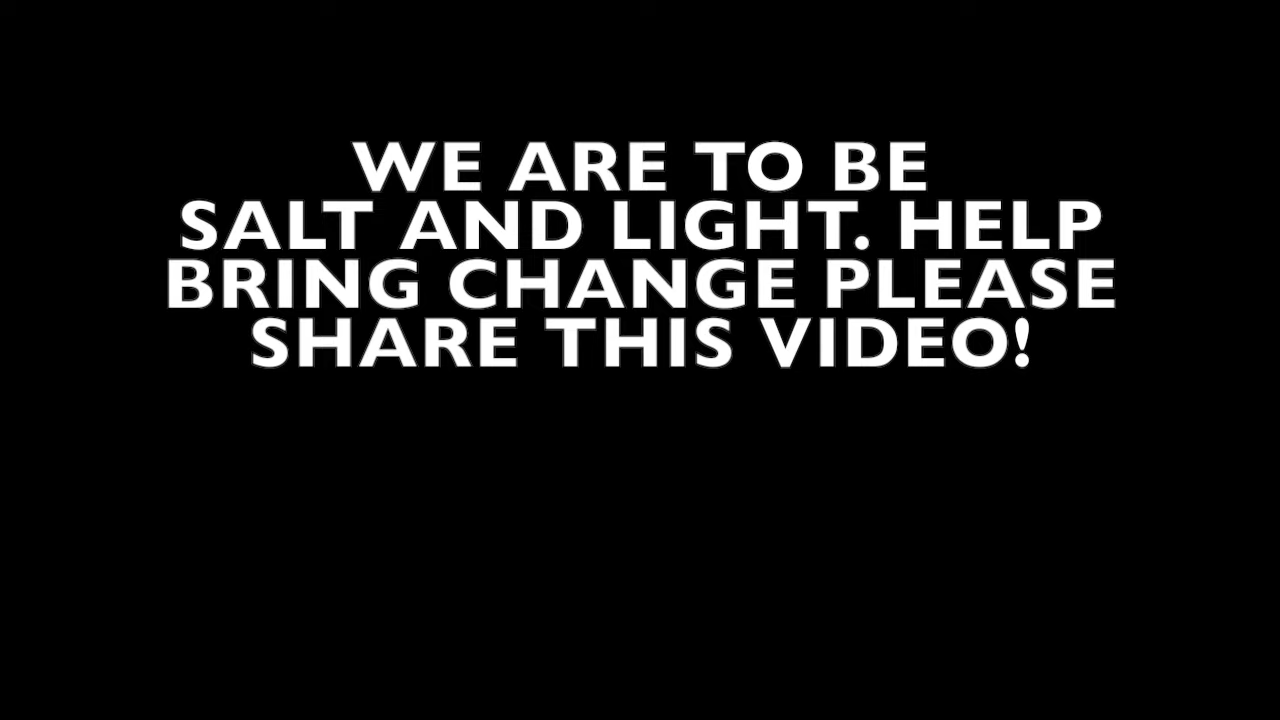 WE ARE TO BE
SALT AND LIGHT. HELP
BRING CHANGE PLEASE
SHARE THIS VIDEO!